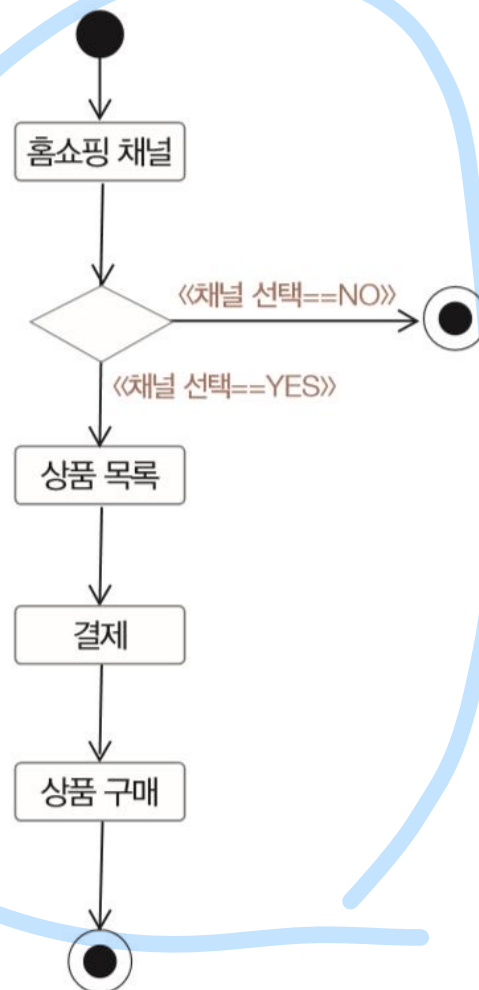 홈쇼핑 채널
《채널 선택==NO》
《채널 선택==YES》
상품 목록
결제
상품 구매